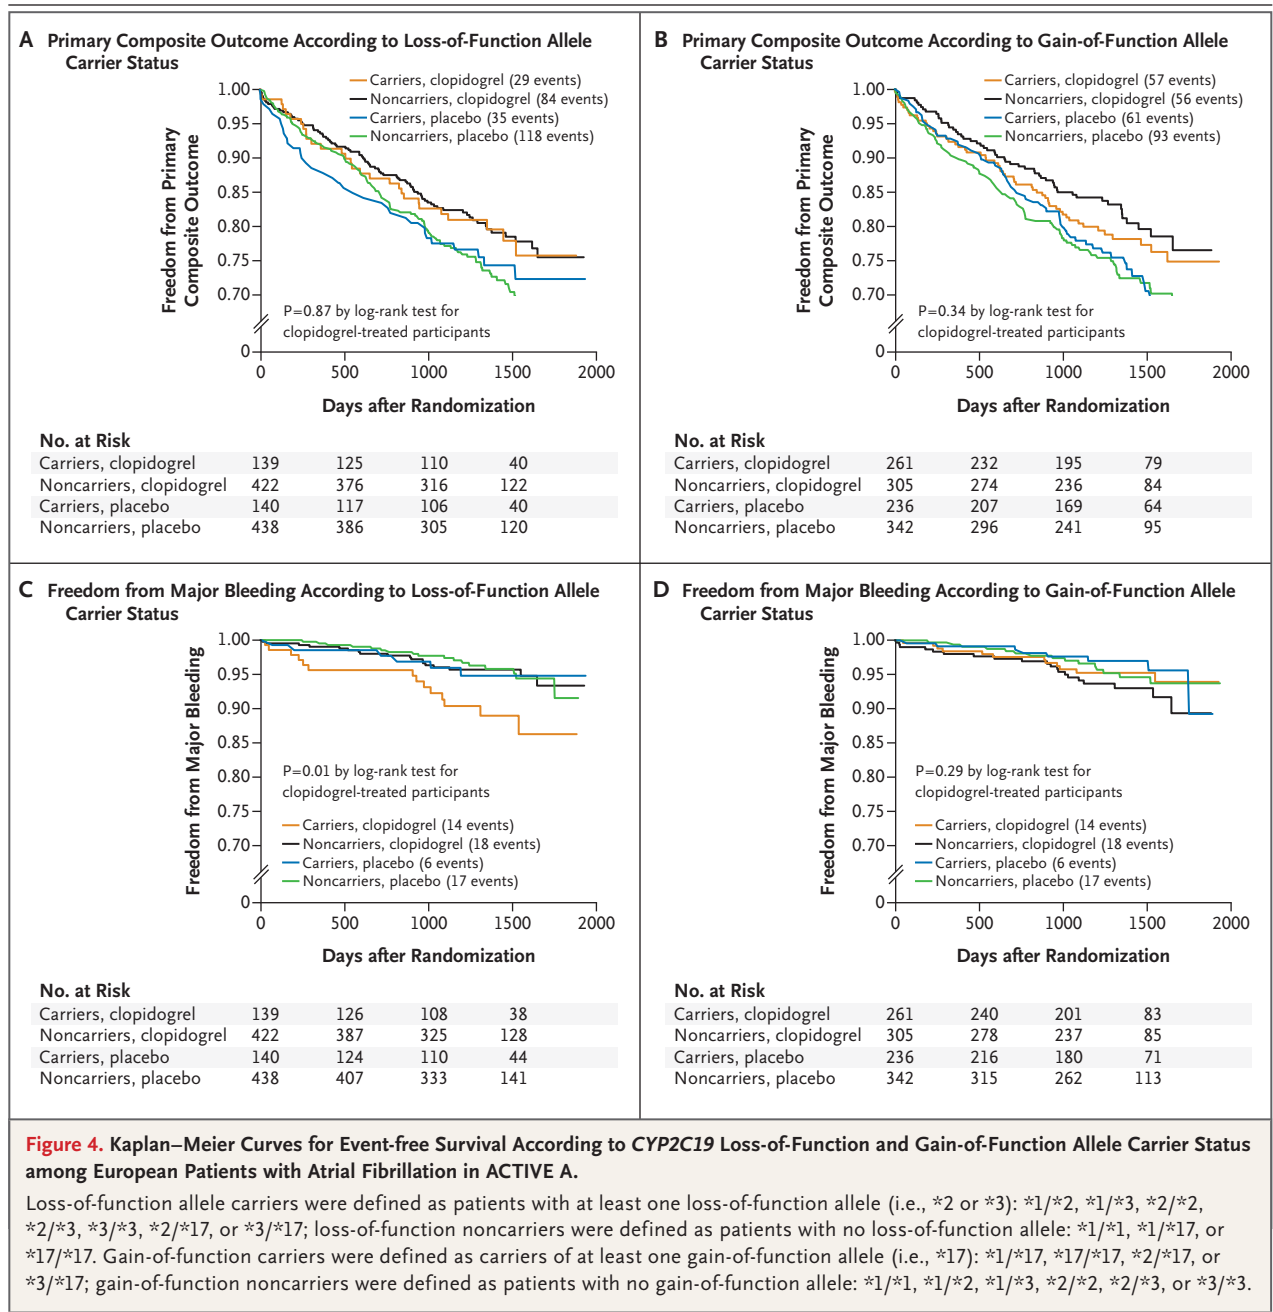 A Primary Composite Outcome According to Loss-of-Function Allele
Carrier Status
Freedom from Primary
Composite Outcome
1.00
0.95
0.90
0.85
0.80
0.75
0.70
0
Carriers, clopidogrel (29 events)
Noncarriers, clopidogrel (84 events)
Carriers, placebo (35 events)
Noncarriers, placebo (118 events)
P=0.87 by log-rank test for
clopidogrel-treated participants
0 500 1000 1500 2000
Days after Randomization
No. at Risk
Carriers, clopidogrel 139 125 110 40
Noncarriers, clopidogrel 422 376 316 122
Carriers, placebo 140 117 106 40
Noncarriers, placebo 438 386 305 120
B Primary Composite Outcome According to Gain-of-Function Allele
Carrier Status
Freedom from Primary
Composite Outcome
1.00
0.95
0.90
0.85
0.80
0.75
0.70
0
Carriers, clopidogrel (57 events)
Noncarriers, clopidogrel (56 events)
Carriers, placebo (61 events)
Noncarriers, placebo (93 events)
P=0.34 by log-rank test for
clopidogrel-treated participants
0 500 1000 1500 2000
Days after Randomization
No. at Risk
Carriers, clopidogrel 261 232 195 79
Noncarriers, clopidogrel 305 274 236 84
Carriers, placebo 236 207 169 64
Noncarriers, placebo 342 296 241 95
C Freedom from Major Bleeding According to Loss-of-Function Allele
Carrier Status
Freedom from Major Bleeding
1.00
0.95
0.90
0.85
0.80
0.75
0.70
0
P=0.01 by log-rank test for
clopidogrel-treated participants
Carriers, clopidogrel (14 events)
Noncarriers, clopidogrel (18 events)
Carriers, placebo (6 events)
Noncarriers, placebo (17 events)
0 500 1000 1500 2000
Days after Randomization
No. at Risk
Carriers, clopidogrel 139 126 108 38
Noncarriers, clopidogrel 422 387 325 128
Carriers, placebo 140 124 110 44
Noncarriers, placebo 438 407 333 141
D Freedom from Major Bleeding According to Gain-of-Function Allele
Carrier Status
Freedom from Major Bleeding
1.00
0.95
0.90
0.85
0.80
0.75
0.70
0
P=0.29 by log-rank test for
clopidogrel-treated participants
Carriers, clopidogrel (14 events)
Noncarriers, clopidogrel (18 events)
Carriers, placebo (6 events)
Noncarriers, placebo (17 events)
0 500 1000 1500 2000
Days after Randomization
No. at Risk
Carriers, clopidogrel 261 240 201 83
Noncarriers, clopidogrel 305 278 237 85
Carriers, placebo 236 216 180 71
Noncarriers, placebo 342 315 262 113
Figure 4. Kaplan–Meier Curves for Event-free Survival According to CYP2C19 Loss-of-Function and Gain-of-Function Allele Carrier Status
among European Patients with Atrial Fibrillation in ACTIVE A.
Loss-of-function allele carriers were defined as patients with at least one loss-of-function allele (i.e., *2 or *3): *1/*2, *1/*3, *2/*2,
*2/*3, *3/*3, *2/*17, or *3/*17; loss-of-function noncarriers were defined as patients with no loss-of-function allele: *1/*1, *1/*17, or
*17/*17. Gain-of-function carriers were defined as carriers of at least one gain-of-function allele (i.e., *17): *1/*17, *17/*17, *2/*17, or
*3/*17; gain-of-function noncarriers were defined as patients with no gain-of-function allele: *1/*1, *1/*2, *1/*3, *2/*2, *2/*3, or *3/*3.